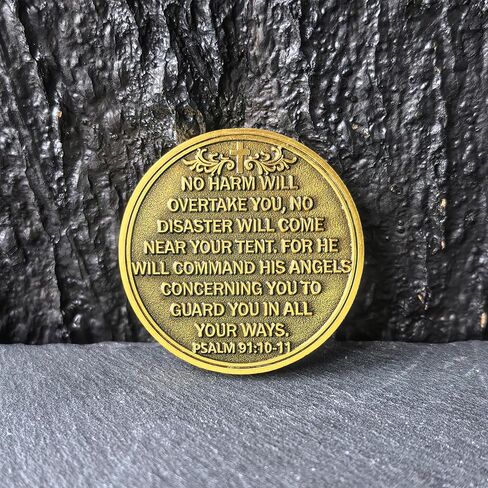 NO HARM WILL
OVERTAKE YOU, NO
DISASTER WILL COME
NEAR YOUR TENT. FOR HE
WILL COMMAND HIS ANGELS
CONCERNING YOU TO
GUARD YOU IN ALL
YOUR WAYS.
PSALM 91:10-11